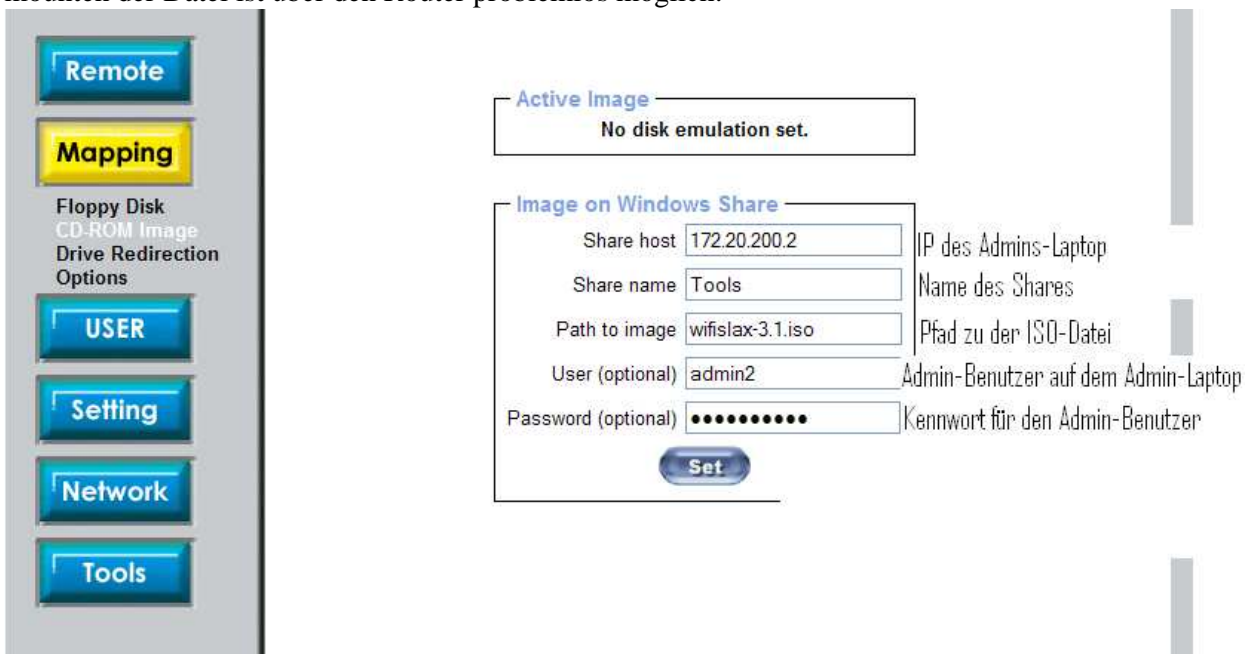 mounten der Datei ist über den Router problemlos möglich.
Remote
Mapping
Floppy Disk
CD-ROM Image
Drive Redirection
Options
USER
Setting
Network
Tools
Active Image
No disk emulation set.
Image on Windows Share
Share host 172.20.200.2 IP des Admins-Laptop
Share name Tools Name des Shares
Path to image wifislax-3.1.iso Pfad zu der ISO-Datei
User (optional) admin2 Admin-Benutzer auf dem Admin-Laptop
Password (optional) ●●●●●●●●●● Kennwort für den Admin-Benutzer
Set